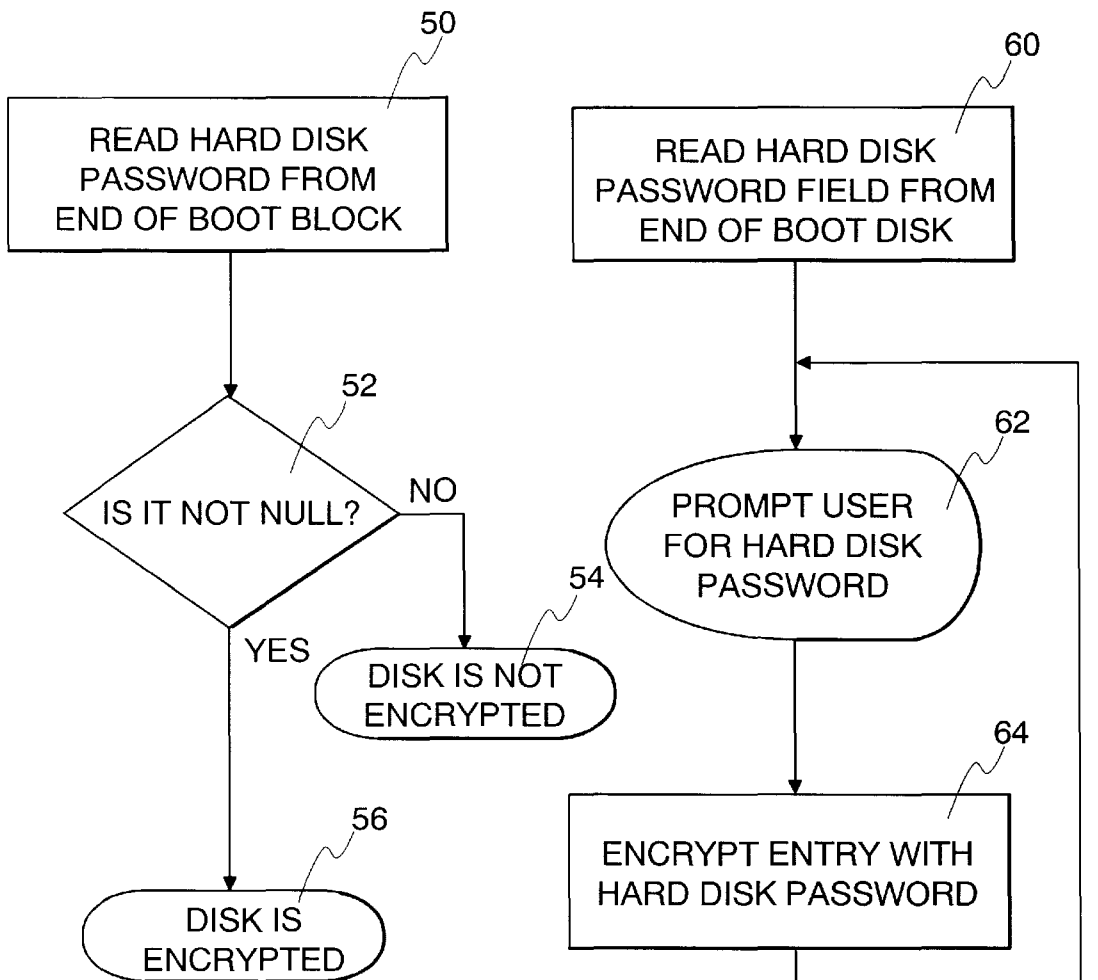 50
READ HARD DISK
PASSWORD FROM
END OF BOOT BLOCK
52
IS IT NOT NULL?
NO
YES
54
DISK IS NOT
ENCRYPTED
56
DISK IS
ENCRYPTED
60
READ HARD DISK
PASSWORD FIELD FROM
END OF BOOT DISK
62
PROMPT USER
FOR HARD DISK
PASSWORD
64
ENCRYPT ENTRY WITH
HARD DISK PASSWORD